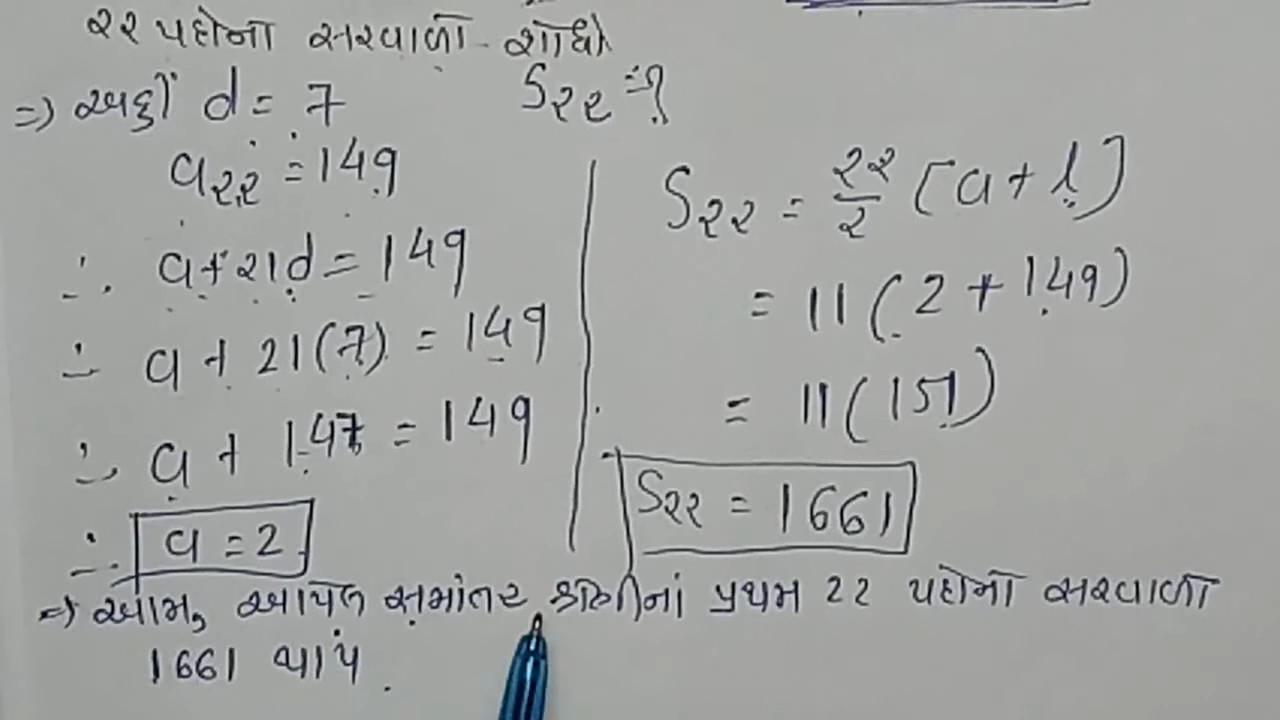 ૨૨ પદોના સરવાળો શોધો
⇒ અહીં d = 7 S૨૨ = ?
a૨૨ = 149
∴ a + ૨1d = 149
∴ a + 21(7) = 149
∴ a + 147 = 149
∴ a = 2
S૨૨ = ૨૨/૨ [a + l]
= 11(2 + 149)
= 11(151)
S૨૨ = 1661
⇒ આમ, આપેલ સમાંતર શ્રેણીનાં પ્રથમ 22 પદોનો સરવાળો
1661 થાય.